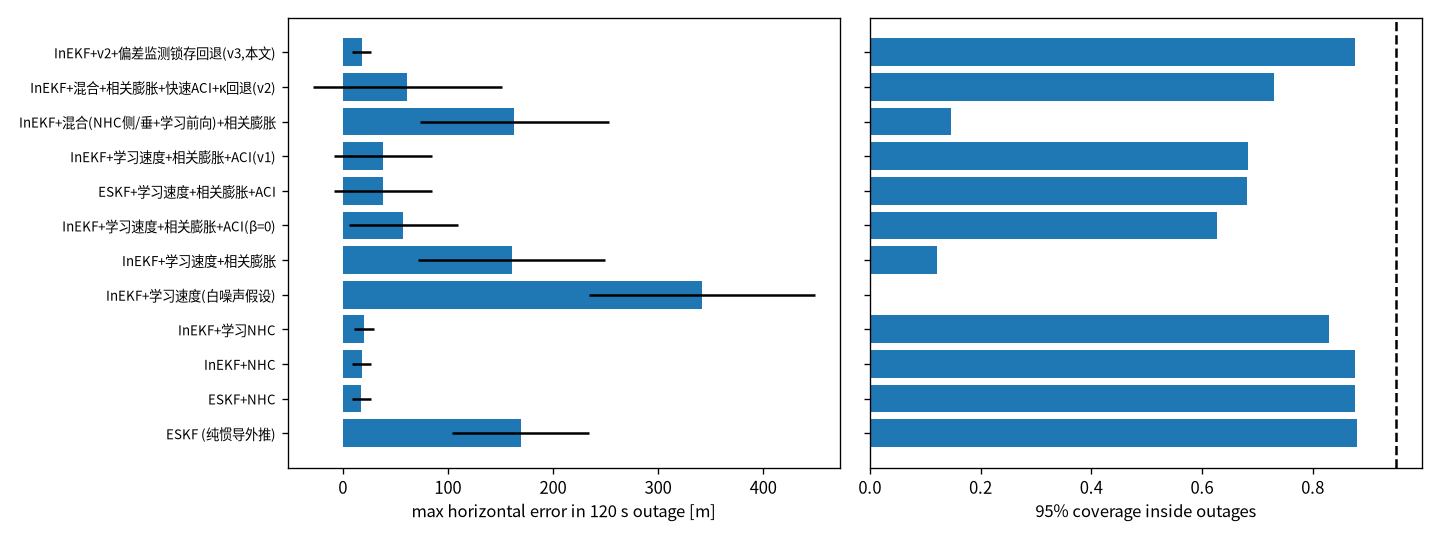 InEKF+v2+偏差监测锁存回退(v3,本文)
InEKF+混合+相关膨胀+快速ACI+κ回退(v2)
InEKF+混合(NHC侧/垂+学习前向)+相关膨胀
InEKF+学习速度+相关膨胀+ACI(v1)
ESKF+学习速度+相关膨胀+ACI
InEKF+学习速度+相关膨胀+ACI(β=0)
InEKF+学习速度+相关膨胀
InEKF+学习速度(白噪声假设)
InEKF+学习NHC
InEKF+NHC
ESKF+NHC
ESKF (纯惯导外推)
0 100 200 300 400
max horizontal error in 120 s outage [m]
0.0 0.2 0.4 0.6 0.8
95% coverage inside outages